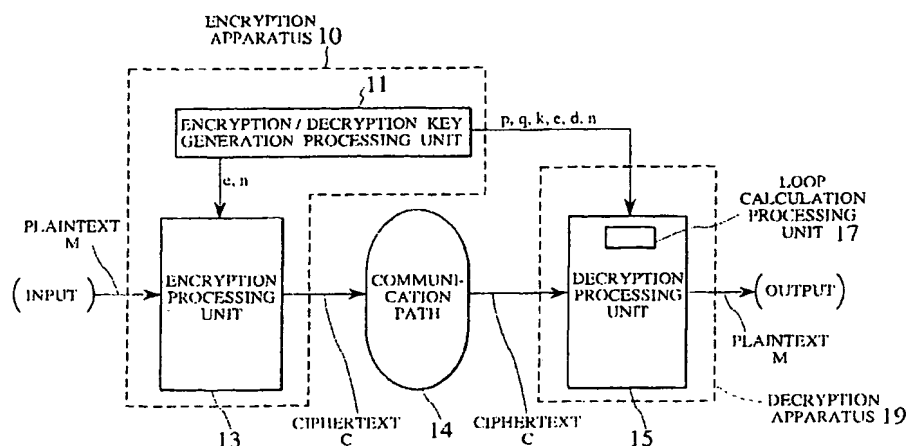 ENCRYPTION
APPARATUS 10
11
ENCRYPTION / DECRYPTION KEY
GENERATION PROCESSING UNIT
p, q, k, e, d, n
e, n
LOOP
CALCULATION
PROCESSING
UNIT 17
PLAINTEXT
M
(INPUT)
ENCRYPTION
PROCESSING
UNIT
COMMUNI-
CATION
PATH
DECRYPTION
PROCESSING
UNIT
(OUTPUT)
PLAINTEXT
M
13
CIPHERTEXT
C
14
CIPHERTEXT
C
15
DECRYPTION
APPARATUS 19